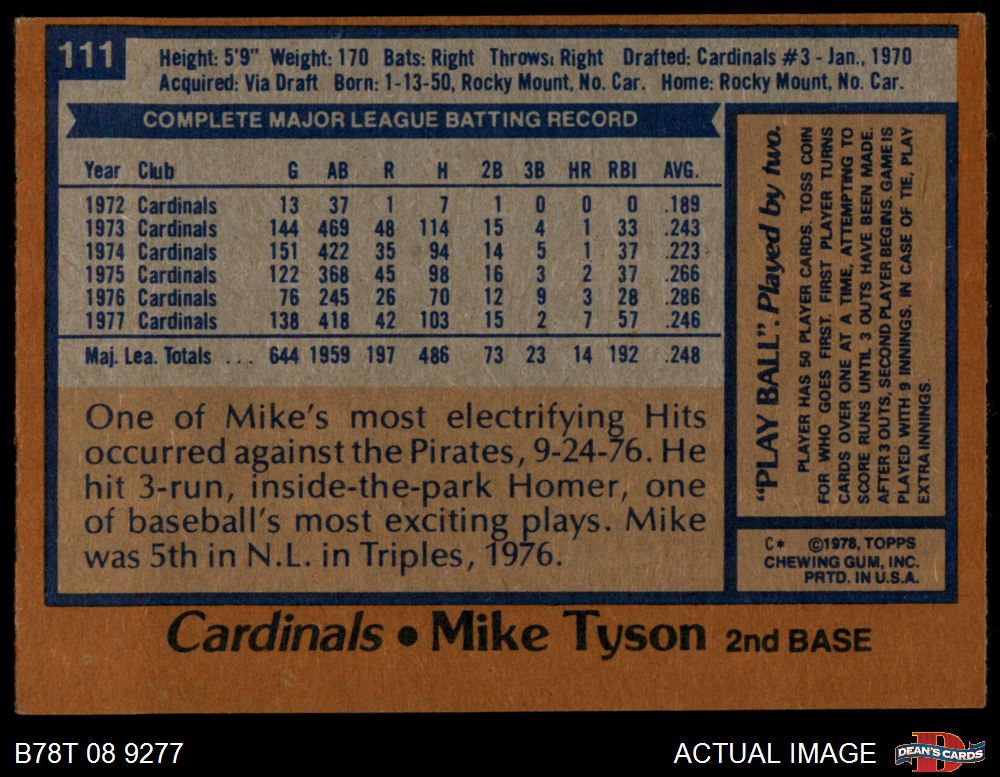 111
Height: 5'9" Weight: 170 Bats: Right Throws: Right Drafted: Cardinals #3 - Jan., 1970
Acquired: Via Draft Born: 1-13-50, Rocky Mount, No. Car. Home: Rocky Mount, No. Car.
COMPLETE MAJOR LEAGUE BATTING RECORD
Year Club G AB R H 2B 3B HR RBI AVG.
1972 Cardinals 13 37 1 7 1 0 0 0 .189
1973 Cardinals 144 469 48 114 15 4 1 33 .243
1974 Cardinals 151 422 35 94 14 5 1 37 .223
1975 Cardinals 122 368 45 98 16 3 2 37 .266
1976 Cardinals 76 245 26 70 12 9 3 28 .286
1977 Cardinals 138 418 42 103 15 2 7 57 .246
Maj. Lea. Totals ... 644 1959 197 486 73 23 14 192 .248
One of Mike's most electrifying Hits
occurred against the Pirates, 9-24-76. He
hit 3-run, inside-the-park Homer, one
of baseball's most exciting plays. Mike
was 5th in N.L. in Triples, 1976.
"PLAY BALL". Played by two.
PLAYER HAS 50 PLAYER CARDS. TOSS COIN
FOR WHO GOES FIRST. FIRST PLAYER TURNS
CARDS OVER ONE AT A TIME, ATTEMPTING TO
SCORE RUNS UNTIL 3 OUTS HAVE BEEN MADE.
AFTER 3 OUTS, SECOND PLAYER BEGINS. GAME IS
PLAYED WITH 9 INNINGS. IN CASE OF TIE, PLAY
EXTRA INNINGS.
C* ©1978, TOPPS
CHEWING GUM, INC.
PRTD. IN U.S.A.
Cardinals • Mike Tyson 2nd BASE
B78T 08 9277
ACTUAL IMAGE
D
DEAN'S CARDS